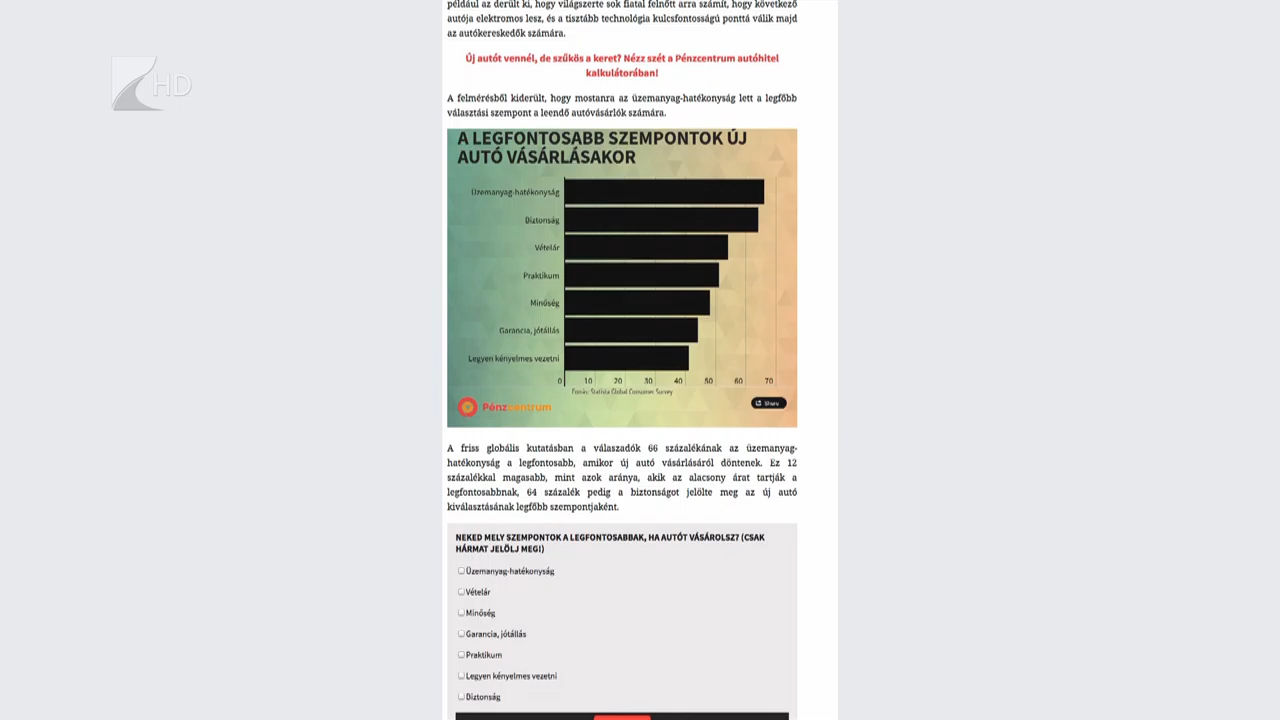 például az derült ki, hogy világszerte sok fiatal felnőtt arra számít, hogy következő
autója elektromos lesz, és a tisztább technológia kulcsfontosságú ponttá válik majd
az autókereskedők számára.
HD
Új autót vennél, de szűkös a keret? Nézz szét a Pénzcentrum autóhitel
kalkulátorában!
A felmérésből kiderült, hogy mostanra az üzemanyag-hatékonyság lett a legfőbb
választási szempont a leendő autóvásárlók számára.
A LEGFONTOSABB SZEMPONTOK ÚJ
AUTÓ VÁSÁRLÁSAKOR
Üzemanyag-hatékonyság
Biztonság
Vételár
Praktikum
Minőség
Garancia, jótállás
Legyen kényelmes vezetni
0 10 20 30 40 50 60 70
Forrás: Statista Global Consumer Survey
Pénzcentrum
Share
A friss globális kutatásban a válaszadók 66 százalékának az üzemanyag-
hatékonyság a legfontosabb, amikor új autó vásárlásáról döntenek. Ez 12
százalékkal magasabb, mint azok aránya, akik az alacsony árat tartják a
legfontosabbnak, 64 százalék pedig a biztonságot jelölte meg az új autó
kiválasztásának legfőbb szempontjaként.
NEKED MELY SZEMPONTOK A LEGFONTOSABBAK, HA AUTÓT VÁSÁROLSZ? (CSAK
HÁRMAT JELÖLJ MEG!)
Üzemanyag-hatékonyság
Vételár
Minőség
Garancia, jótállás
Praktikum
Legyen kényelmes vezetni
Biztonság